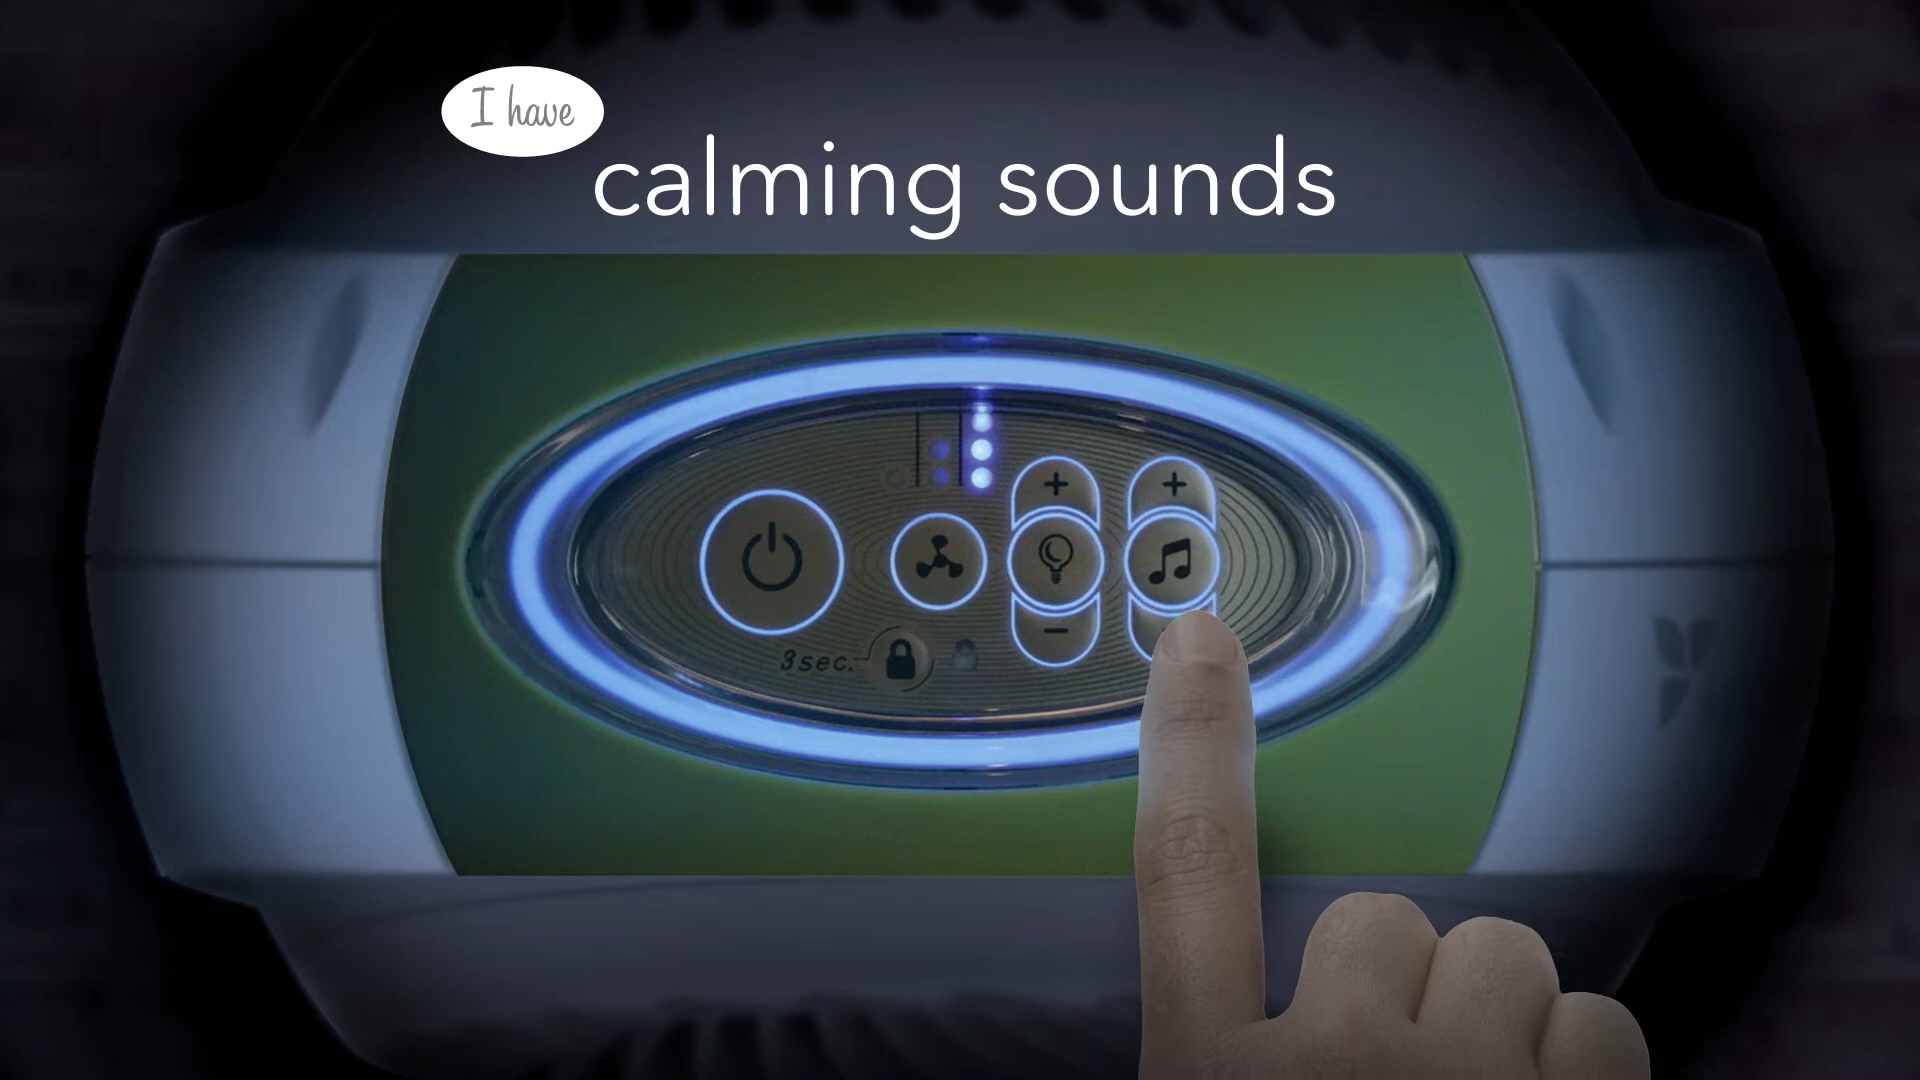 I have
calming sounds
+ +
−
3sec.